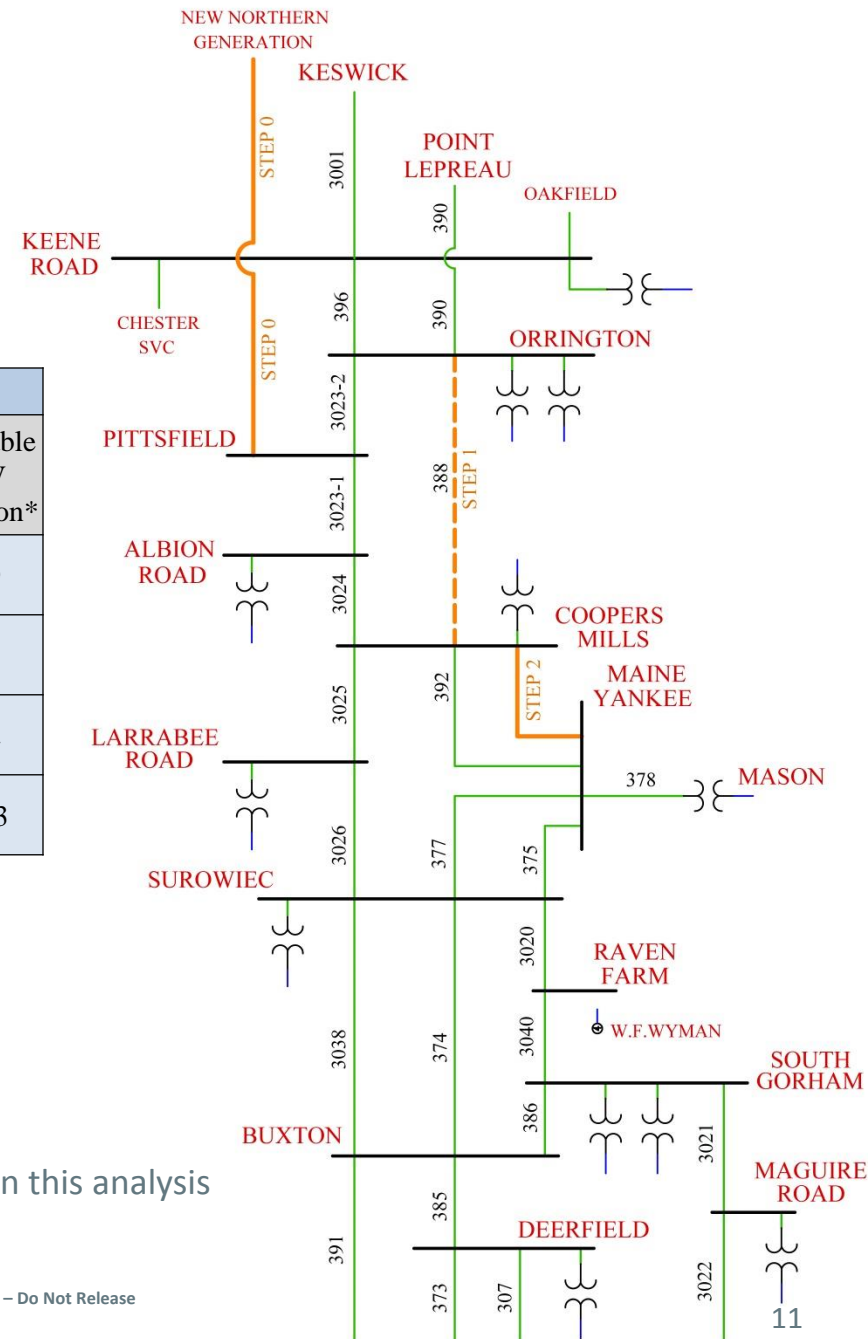 NEW NORTHERN
GENERATION
KESWICK
STEP 0
3001
POINT
LEPREAU
390
OAKFIELD
KEENE
ROAD
CHESTER
SVC
STEP 0
396
390
ORRINGTON
3023-2
PITTSFIELD
388
STEP 1
3023-1
ALBION
ROAD
3024
COOPERS
MILLS
3025
392
STEP 2
MAINE
YANKEE
LARRABEE
ROAD
378
MASON
3026
377
375
SUROWIEC
3020
RAVEN
FARM
W.F.WYMAN
3038
374
3040
SOUTH
GORHAM
386
3021
BUXTON
MAGUIRE
ROAD
385
DEERFIELD
391
373
307
3022
on*
3
n this analysis
– Do Not Release
11